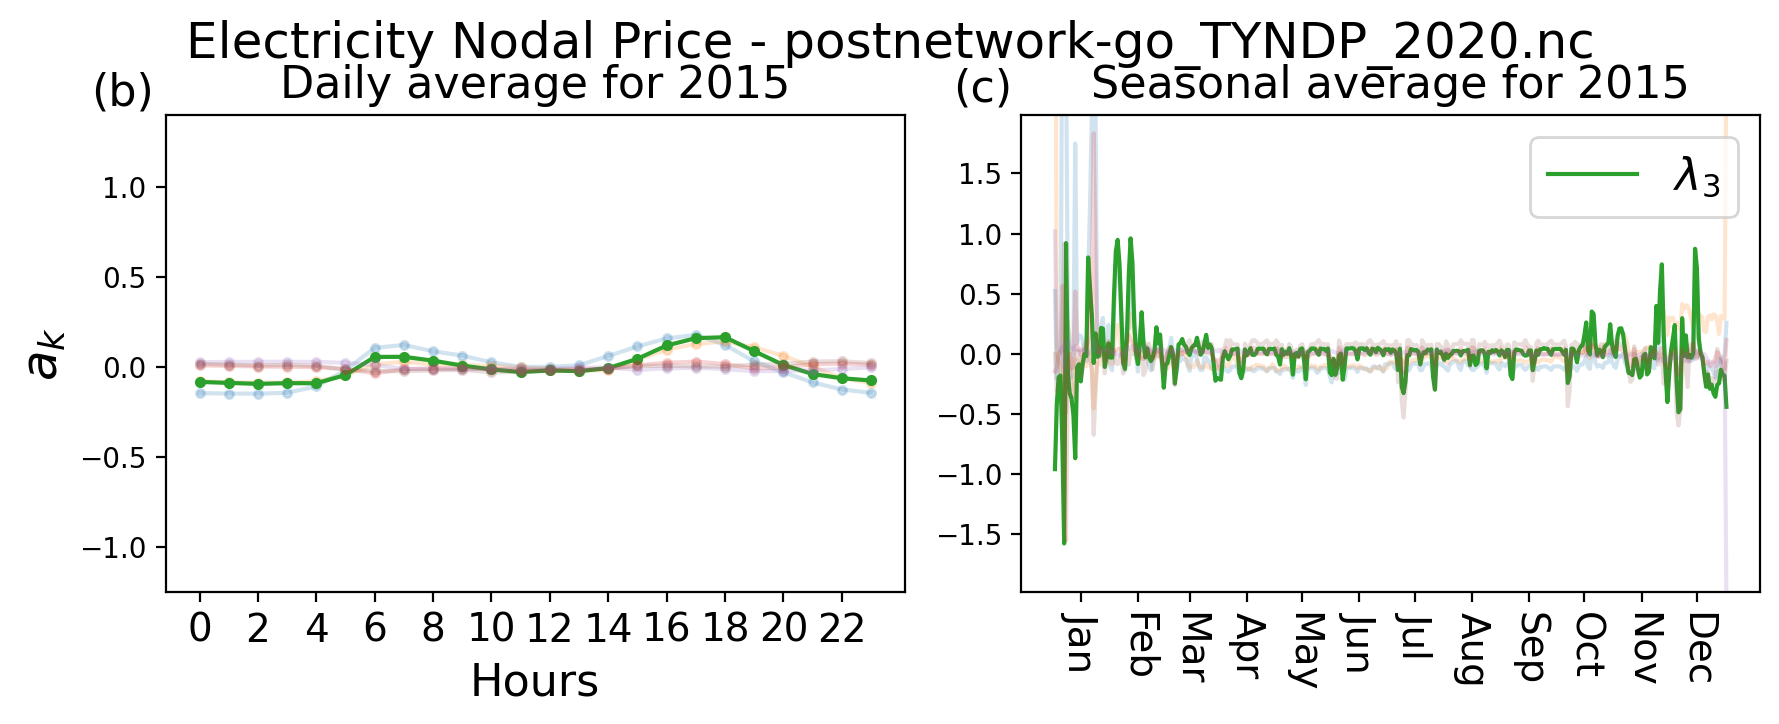 Electricity Nodal Price - postnetwork-go_TYNDP_2020.nc
(b) Daily average for 2015
1.0
0.5
0.0
−0.5
−1.0
a_k
0 2 4 6 8 10 12 14 16 18 20 22
Hours
(c) Seasonal average for 2015
λ_3
1.5
1.0
0.5
0.0
−0.5
−1.0
−1.5
Jan Feb Mar Apr May Jun Jul Aug Sep Oct Nov Dec